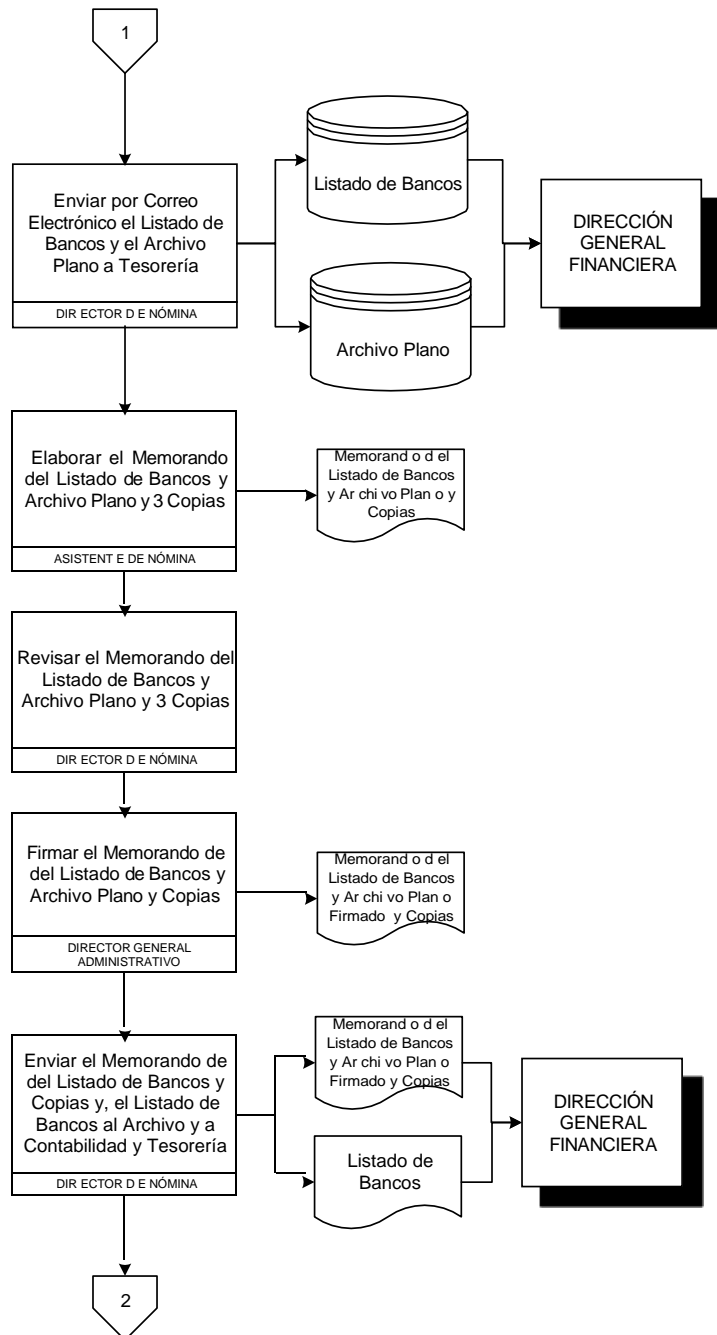 1
Enviar por Correo
Electrónico el Listado de
Bancos y el Archivo
Plano a Tesorería
DIR ECTOR D E NÓMINA
Listado de Bancos
Archivo Plano
DIRECCIÓN
GENERAL
FINANCIERA
Elaborar el Memorando
del Listado de Bancos y
Archivo Plano y 3 Copias
ASISTENT E DE NÓMINA
Memorand o d el
Listado de Bancos
y Ar chi vo Plan o y
Copias
Revisar el Memorando del
Listado de Bancos y
Archivo Plano y 3 Copias
DIR ECTOR D E NÓMINA
Firmar el Memorando de
del Listado de Bancos y
Archivo Plano y Copias
DIRECTOR GENERAL
ADMINISTRATIVO
Memorand o d el
Listado de Bancos
y Ar chi vo Plan o
Firmado y Copias
Enviar el Memorando de
del Listado de Bancos y
Copias y, el Listado de
Bancos al Archivo y a
Contabilidad y Tesorería
DIR ECTOR D E NÓMINA
Memorand o d el
Listado de Bancos
y Ar chi vo Plan o
Firmado y Copias
Listado de
Bancos
DIRECCIÓN
GENERAL
FINANCIERA
2